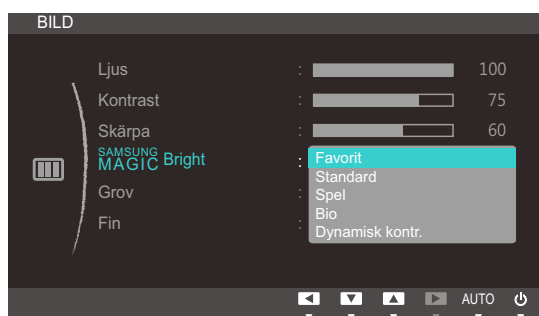 BILD
Ljus : 100
Kontrast : 75
Skärpa : 60
SAMSUNG
MAGIC Bright : Favorit
Standard
Grov : Spel
Bio
Fin : Dynamisk kontr.
AUTO